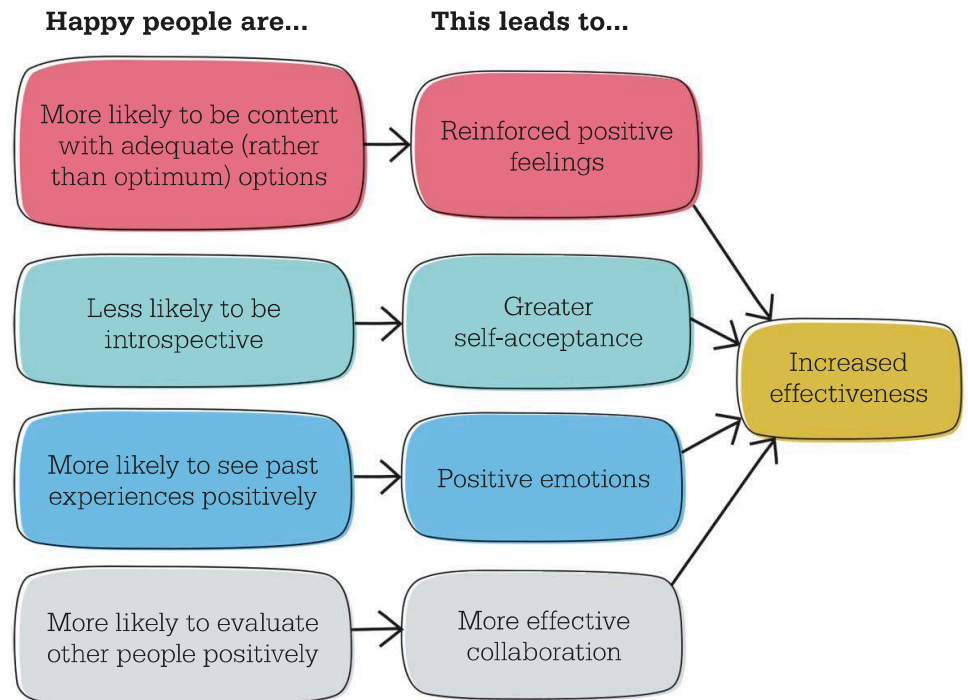 Happy people are...
This leads to...
More likely to be content
with adequate (rather
than optimum) options
Reinforced positive
feelings
Less likely to be
introspective
Greater
self-acceptance
Increased
effectiveness
More likely to see past
experiences positively
Positive emotions
More likely to evaluate
other people positively
More effective
collaboration